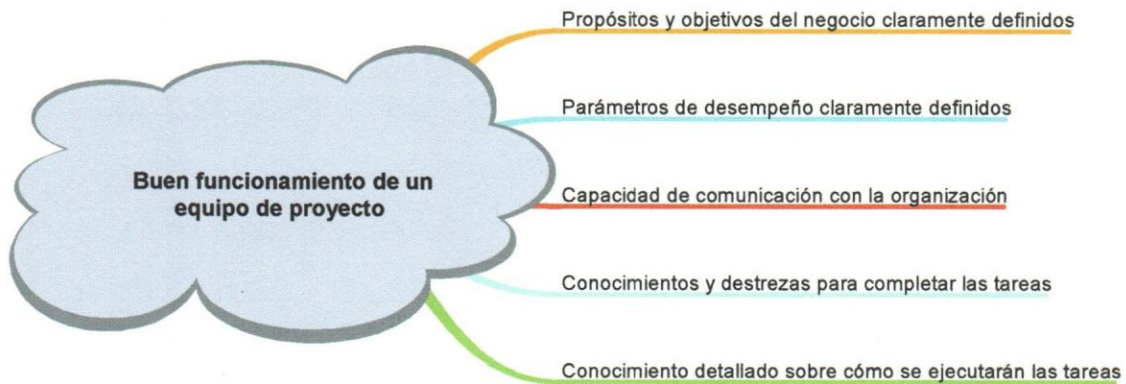 Propósitos y objetivos del negocio claramente definidos
Parámetros de desempeño claramente definidos
Buen funcionamiento de un
equipo de proyecto
Capacidad de comunicación con la organización
Conocimientos y destrezas para completar las tareas
Conocimiento detallado sobre cómo se ejecutarán las tareas